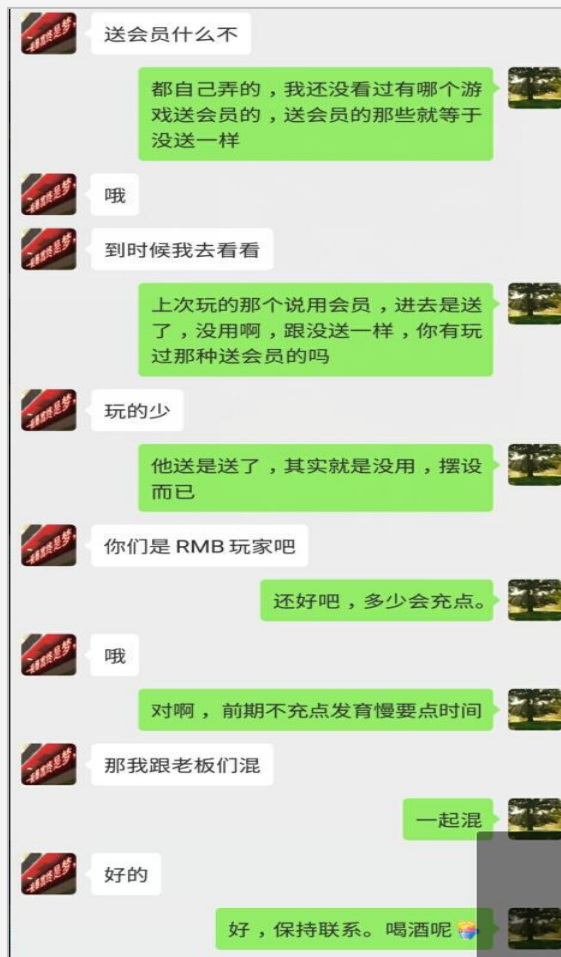 送会员什么不
都自己弄的，我还没看过有哪个游
戏送会员的，送会员的那些就等于
没送一样
哦
到时候我去看看
上次玩的那个说用会员，进去是送
了，没用啊，跟没送一样，你有玩
过那种送会员的吗
玩的少
他送是送了，其实就是没用，摆设
而已
你们是 RMB 玩家吧
还好吧，多少会充点。
哦
对啊，前期不充点发育慢要点时间
那我跟老板们混
一起混
好的
好，保持联系。喝酒呢